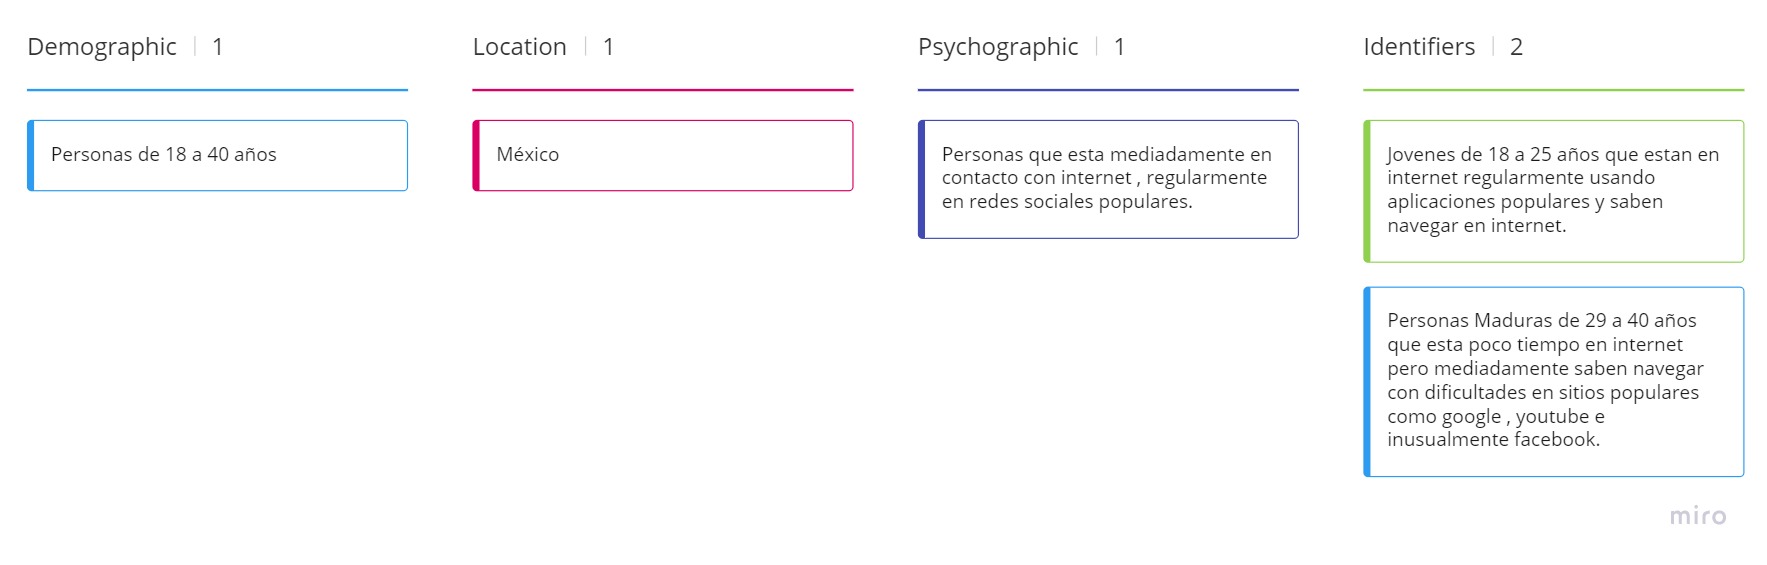 Demographic 1
Location 1
Psychographic 1
Identifiers 2
Personas de 18 a 40 años
México
Personas que esta mediadamente en
contacto con internet , regularmente
en redes sociales populares.
Jovenes de 18 a 25 años que estan en
internet regularmente usando
aplicaciones populares y saben
navegar en internet.
Personas Maduras de 29 a 40 años
que esta poco tiempo en internet
pero mediadamente saben navegar
con dificultades en sitios populares
como google , youtube e
inusualmente facebook.
miro